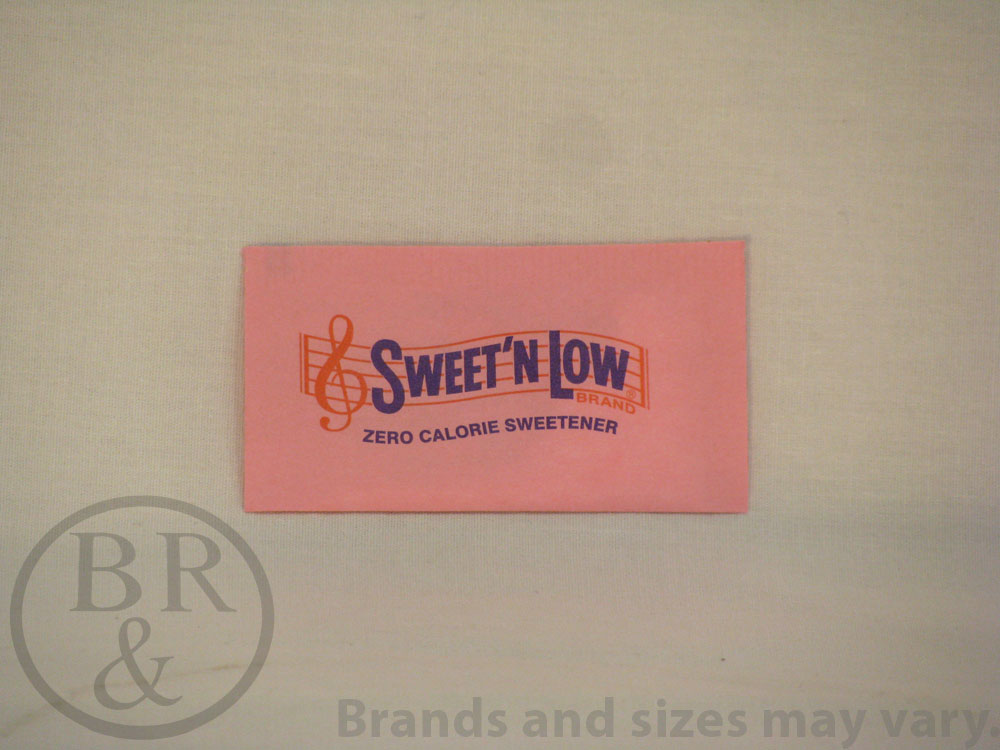 SWEET'N LOW®
BRAND
ZERO CALORIE SWEETENER
BR
&
Brands and sizes may vary.